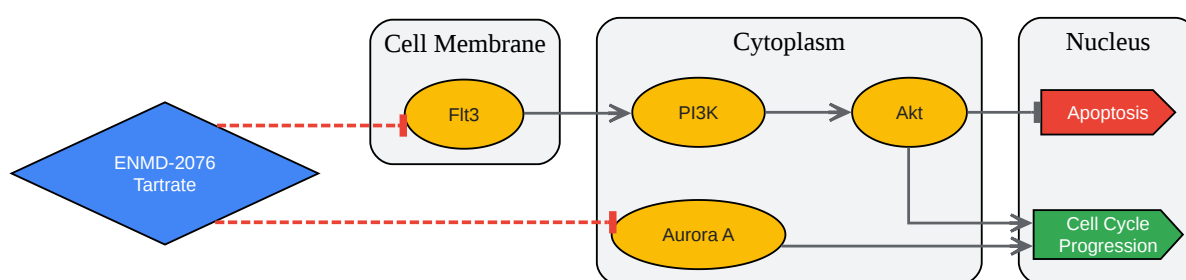 Cell Membrane
Cytoplasm
Nucleus
Flt3
PI3K
Akt
Apoptosis
ENMD-2076
Tartrate
Aurora A
Cell Cycle
Progression